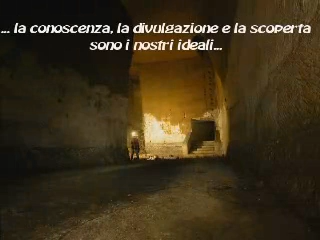 ... la conoscenza, la divulgazione e la scoperta
sono i nostri ideali...